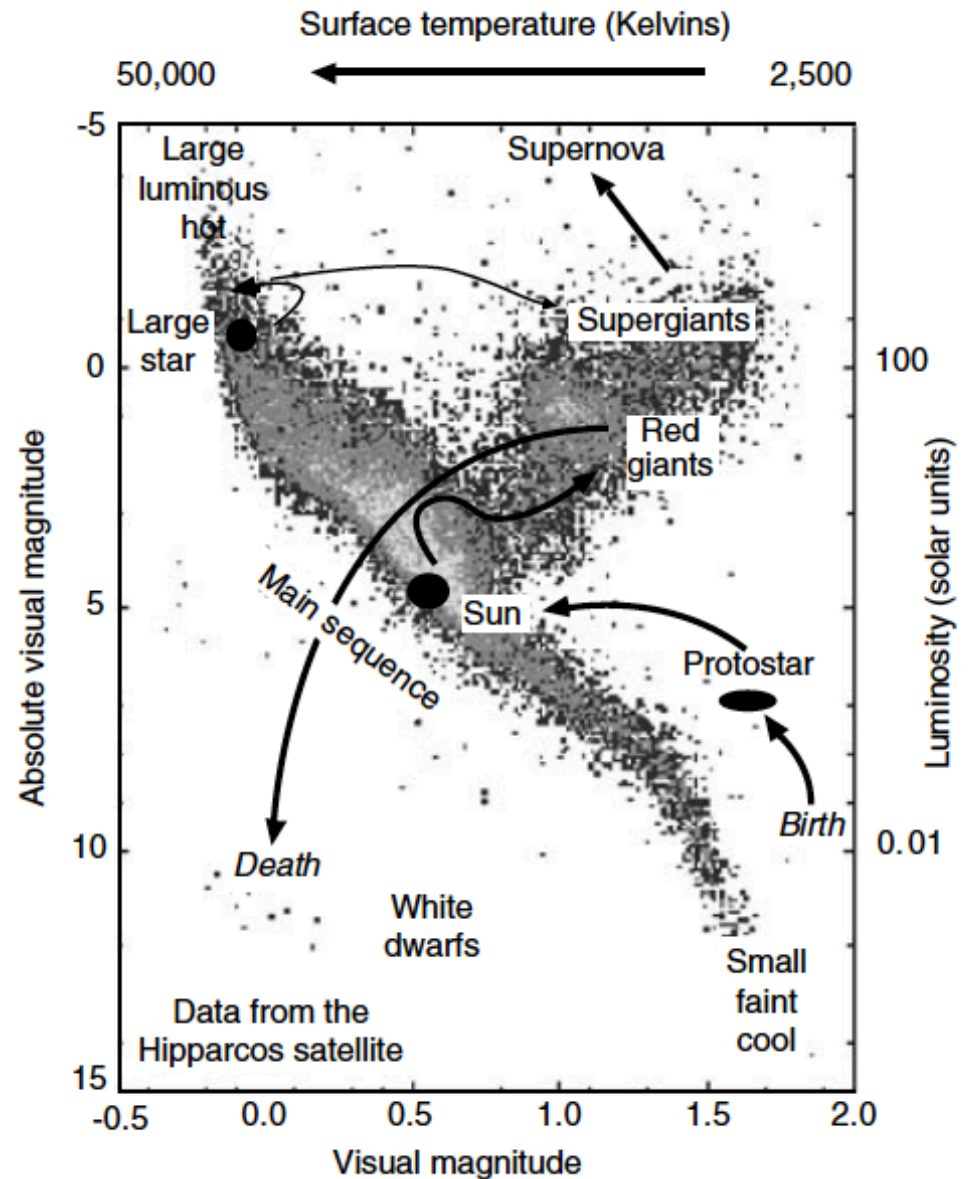 Surface temperature (Kelvins)
50,000
2,500
-5
Large
luminous
hot
Supernova
Large
star
Supergiants
0
100
Red
giants
Absolute visual magnitude
Luminosity (solar units)
Main sequence
5
Sun
Protostar
Birth
10
0.01
Death
White
dwarfs
Small
faint
cool
Data from the
Hipparcos satellite
15
-0.5
0.0
0.5
1.0
1.5
2.0
Visual magnitude